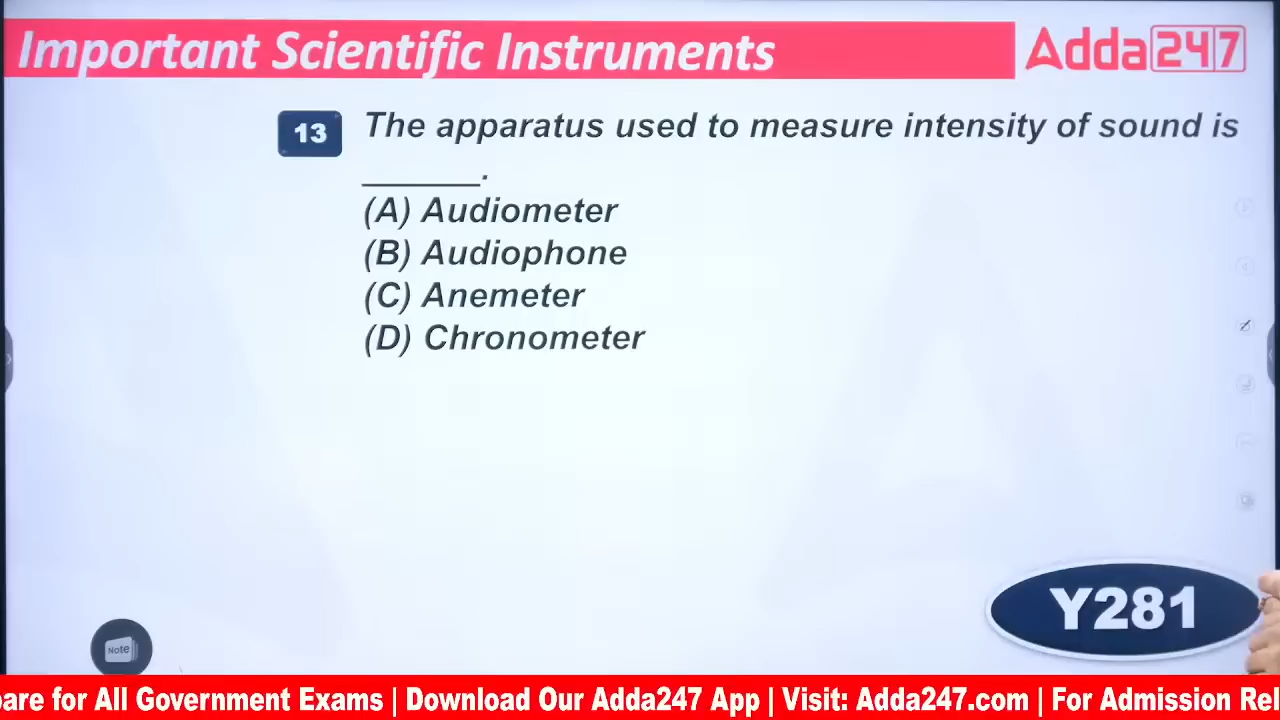 Important Scientific Instruments
Adda247
13 The apparatus used to measure intensity of sound is
______.
(A) Audiometer
(B) Audiophone
(C) Anemeter
(D) Chronometer
Y281
Note
pare for All Government Exams | Download Our Adda247 App | Visit: Adda247.com | For Admission Rel